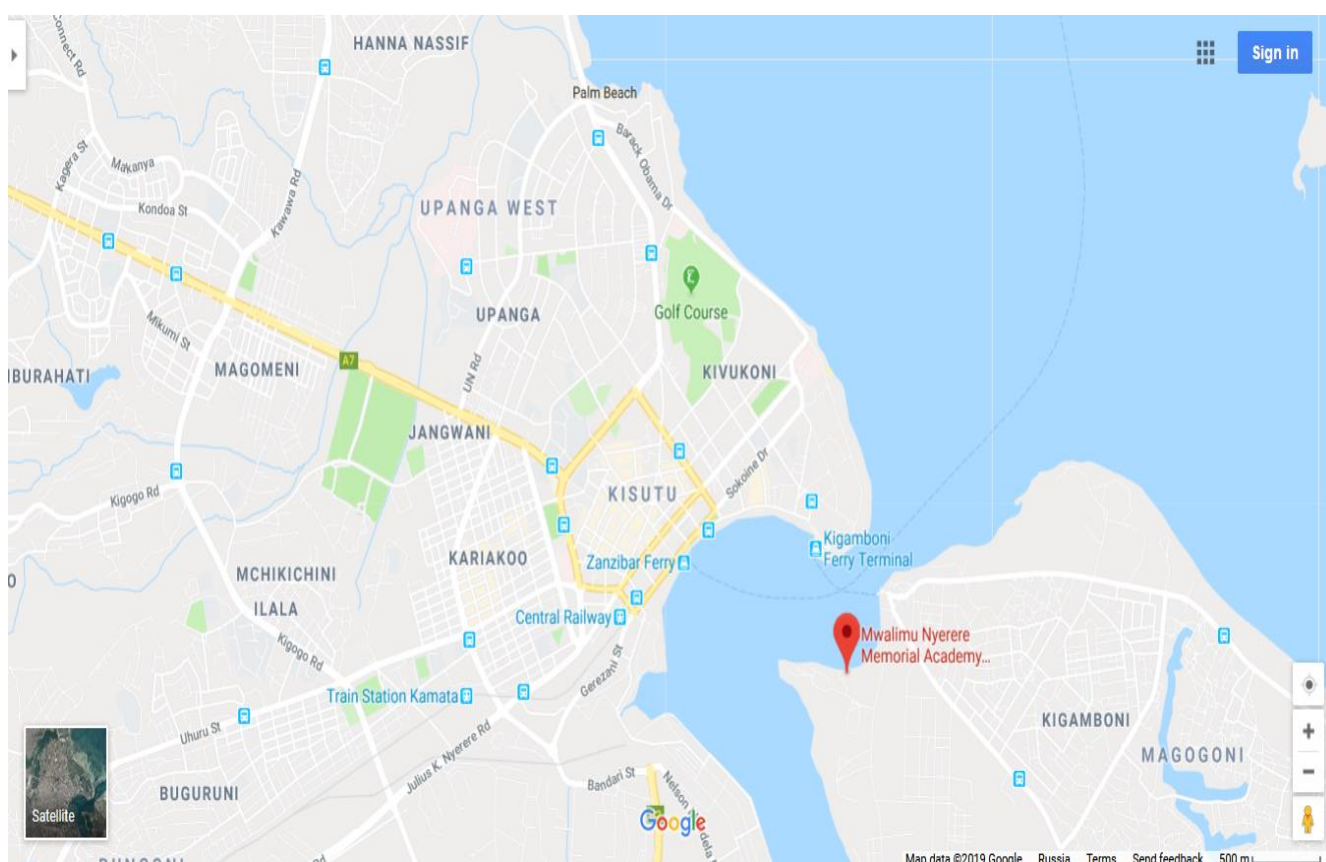 HANNA NASSIF
Sign in
Connect Rd
Palm Beach
Barack Obama Dr
Kagera St
Makanya
Kawawa Rd
Kondoa St
UPANGA WEST
Golf Course
UPANGA
Mikumi St
A7
UN Rd
BURAHATI
MAGOMENI
KIVUKONI
JANGWANI
Sokoine Dr
KISUTU
Kigogo Rd
KARIAKOO
Zanzibar Ferry
Kigamboni
Ferry Terminal
MCHIKICHINI
O
ILALA
Central Railway
Kigogo Rd
Mwalimu Nyerere
Memorial Academy...
Gerezani St
Train Station Kamata
Uhuru St
KIGAMBONI
Julius K. Nyerere Rd
MAGOGONI
Bandari St
BUGURUNI
Satellite
Google
Map data ©2019 Google Russia Terms Send feedback 500 m